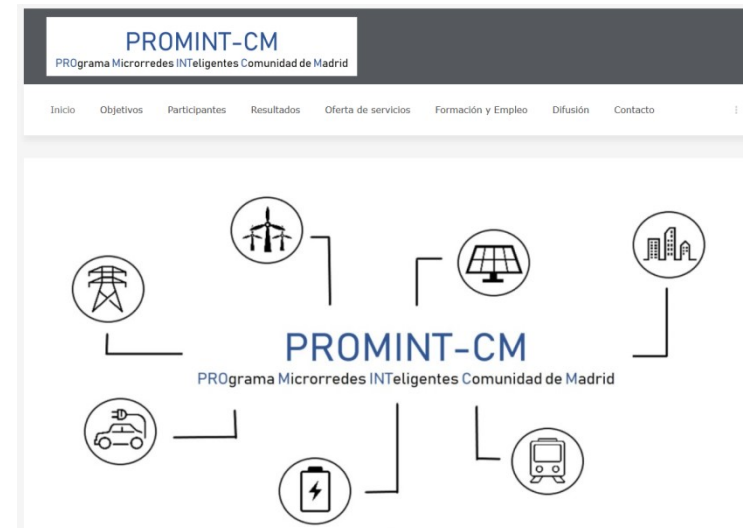 PROMINT-CM
PROgrama Microrredes INTeligentes Comunidad de Madrid
Inicio Objetivos Participantes Resultados Oferta de servicios Formación y Empleo Difusión Contacto
PROMINT-CM
PROgrama Microrredes INTeligentes Comunidad de Madrid